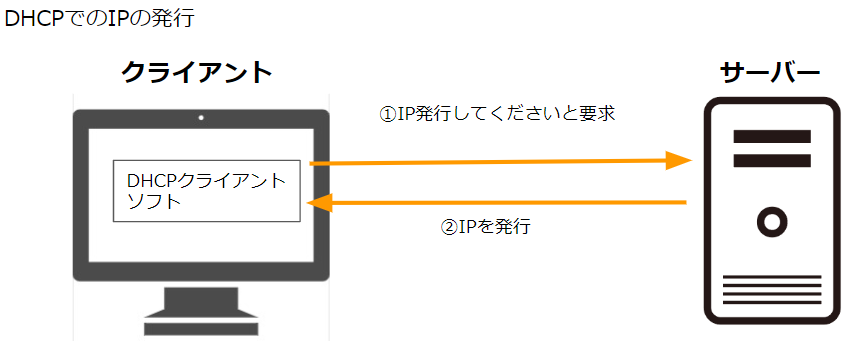 DHCPでのIPの発行
クライアント
サーバー
①IP発行してくださいと要求
DHCPクライアント
ソフト
②IPを発行